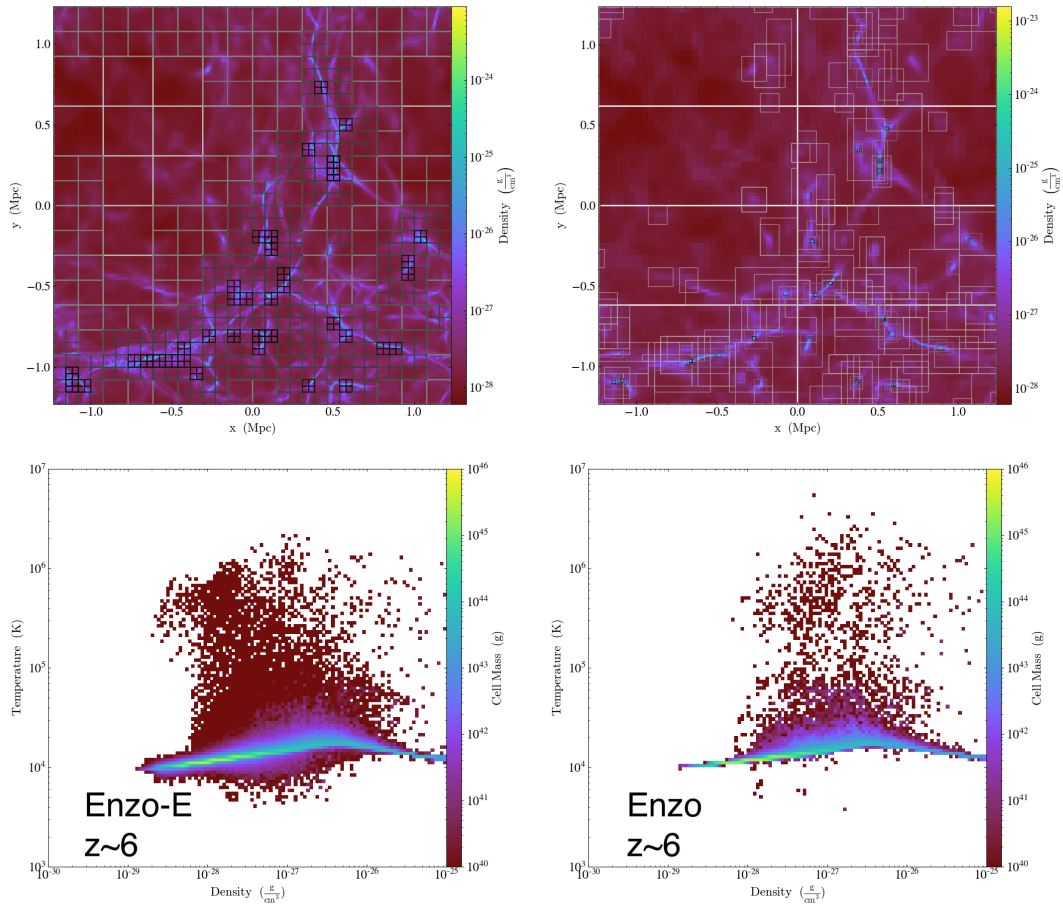 1.0
0.5
0.0
−0.5
−1.0
y (Mpc)
−1.0 −0.5 0.0 0.5 1.0
x (Mpc)
10^-24
10^-25
10^-26
10^-27
10^-28
Density (g/cm^3)
1.0
0.5
0.0
−0.5
−1.0
y (Mpc)
−1.0 −0.5 0.0 0.5 1.0
x (Mpc)
10^-23
10^-24
10^-25
10^-26
10^-27
10^-28
Density (g/cm^3)
10^7
10^6
10^5
10^4
10^3
Temperature (K)
Enzo-E
z~6
10^-30 10^-29 10^-28 10^-27 10^-26 10^-25
Density (g/cm^3)
10^46
10^45
10^44
10^43
10^42
10^41
10^40
Cell Mass (g)
10^7
10^6
10^5
10^4
10^3
Temperature (K)
Enzo
z~6
10^-30 10^-29 10^-28 10^-27 10^-26 10^-25
Density (g/cm^3)
10^46
10^45
10^44
10^43
10^42
10^41
10^40
Cell Mass (g)